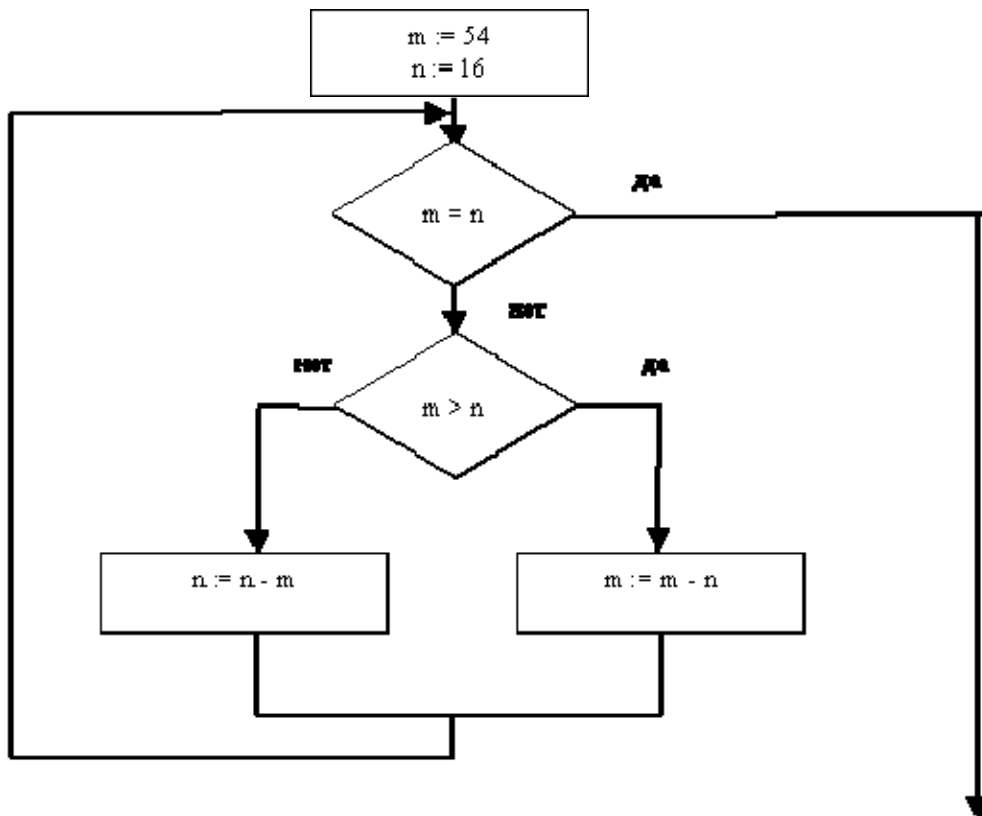 m := 54
n := 16
да
m = n
нет
нет
да
m > n
n := n - m
m := m - n